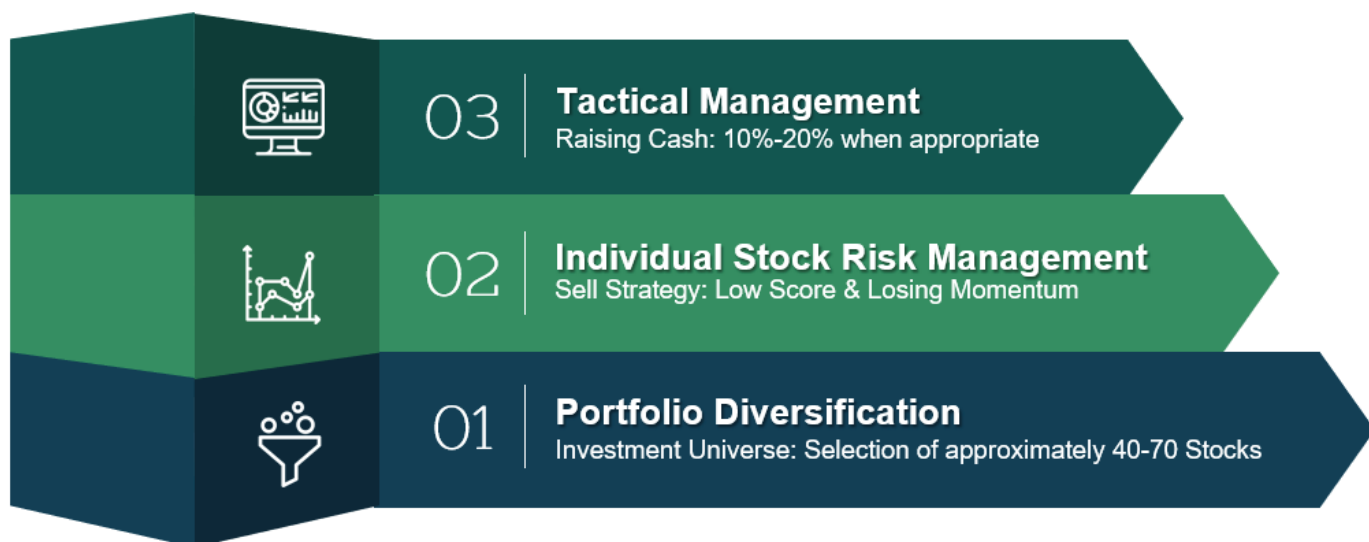 03
Tactical Management
Raising Cash: 10%-20% when appropriate
02
Individual Stock Risk Management
Sell Strategy: Low Score & Losing Momentum
01
Portfolio Diversification
Investment Universe: Selection of approximately 40-70 Stocks